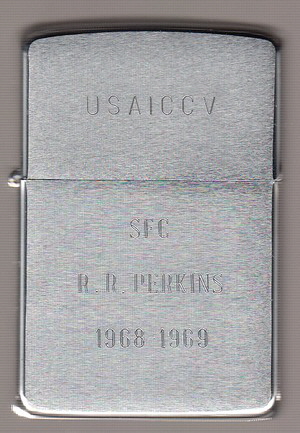 USAICCV
SFC
R. R. PERKINS
1968 1969